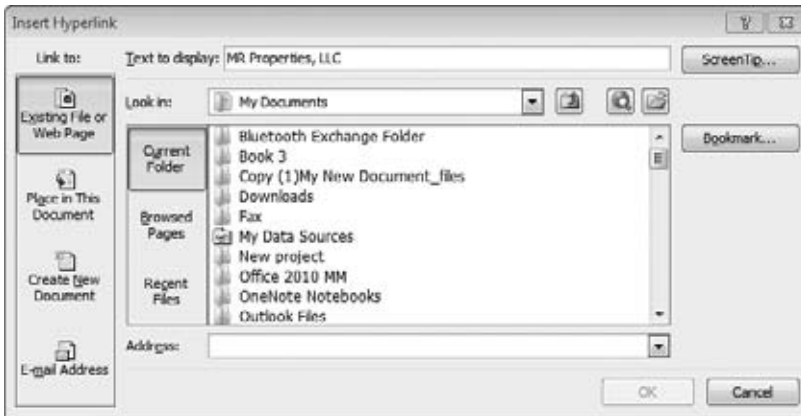 Insert Hyperlink
Link to:
Text to display: MR Properties, LLC
ScreenTip...
Existing File or
Web Page
Look in:
My Documents
Bookmark...
Current
Folder
Bluetooth Exchange Folder
Book 3
Copy (1)My New Document_files
Downloads
Fax
My Data Sources
New project
Office 2010 MM
OneNote Notebooks
Outlook Files
Place in This
Document
Browsed
Pages
Create New
Document
Recent
Files
Address:
E-mail Address
OK
Cancel